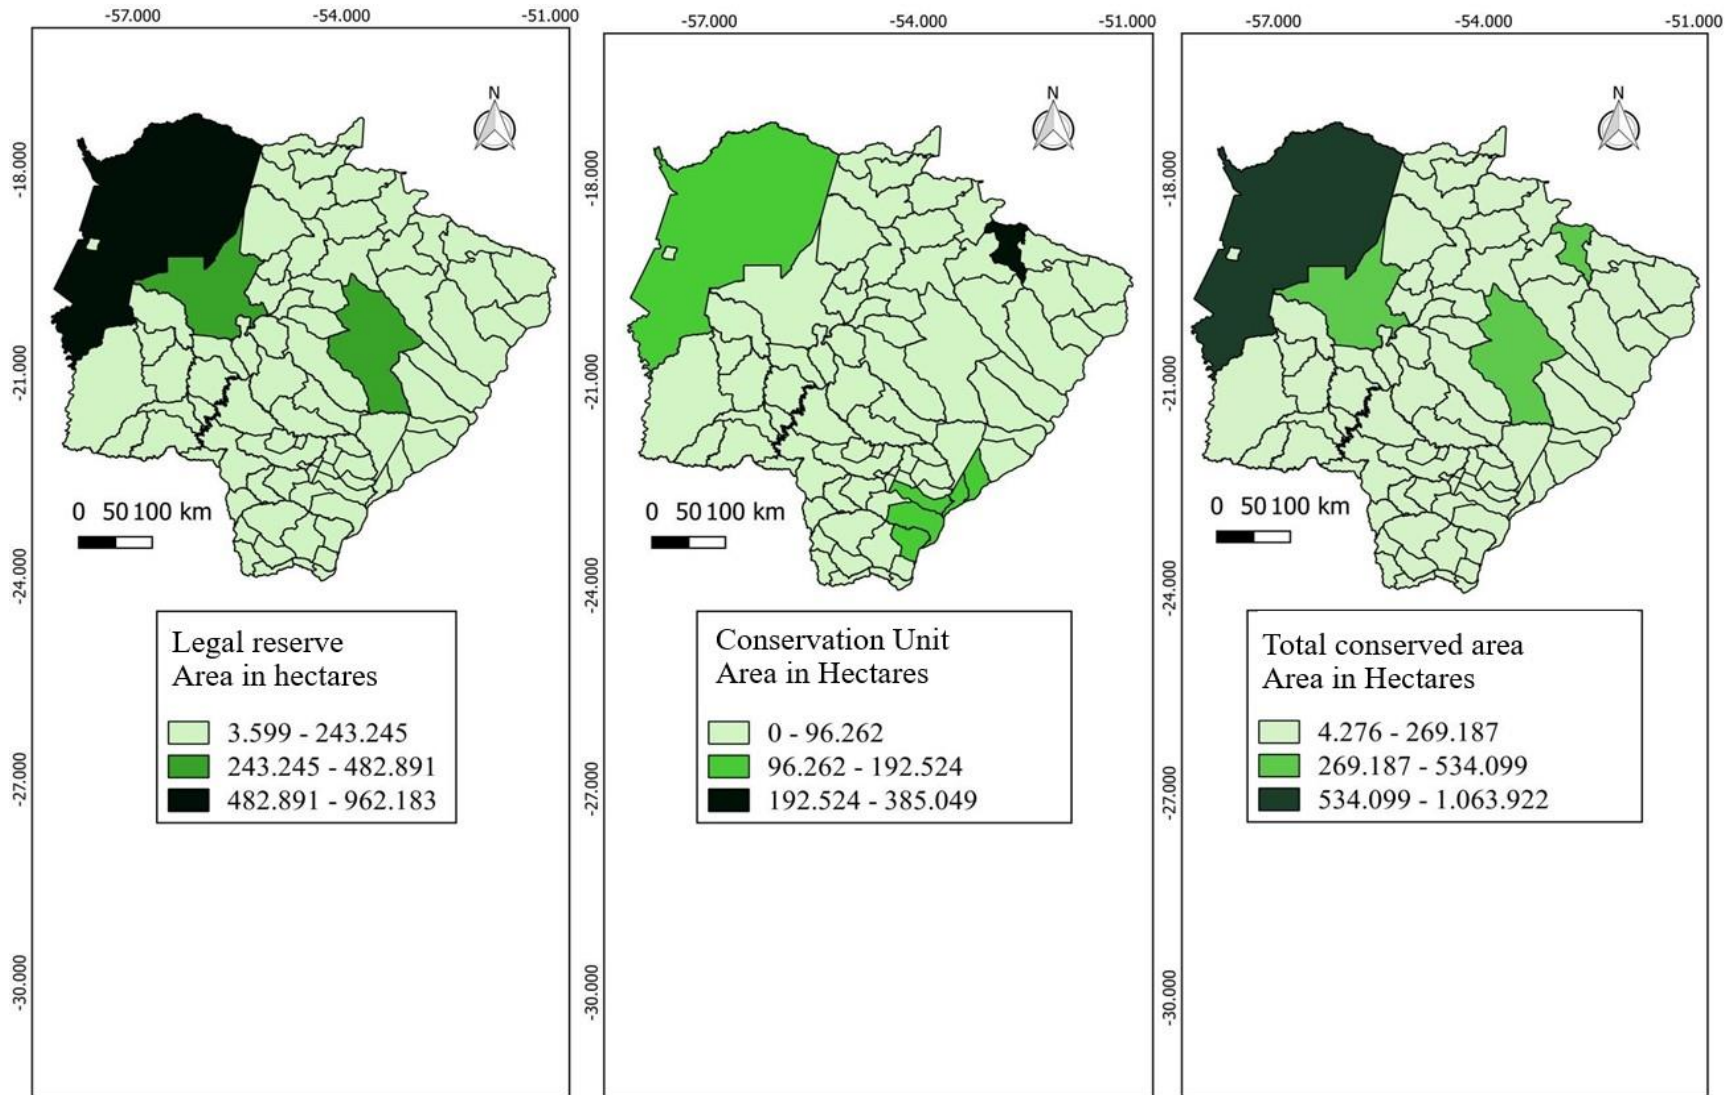 -57.000 -54.000 -51.000
N
-18.000
-21.000
-24.000
-27.000
-30.000
0 50 100 km
Legal reserve
Area in hectares
3.599 - 243.245
243.245 - 482.891
482.891 - 962.183
-57.000 -54.000 -51.000
N
-18.000
-21.000
-24.000
-27.000
-30.000
0 50 100 km
Conservation Unit
Area in Hectares
0 - 96.262
96.262 - 192.524
192.524 - 385.049
-57.000 -54.000 -51.000
N
-18.000
-21.000
-24.000
-27.000
-30.000
0 50 100 km
Total conserved area
Area in Hectares
4.276 - 269.187
269.187 - 534.099
534.099 - 1.063.922